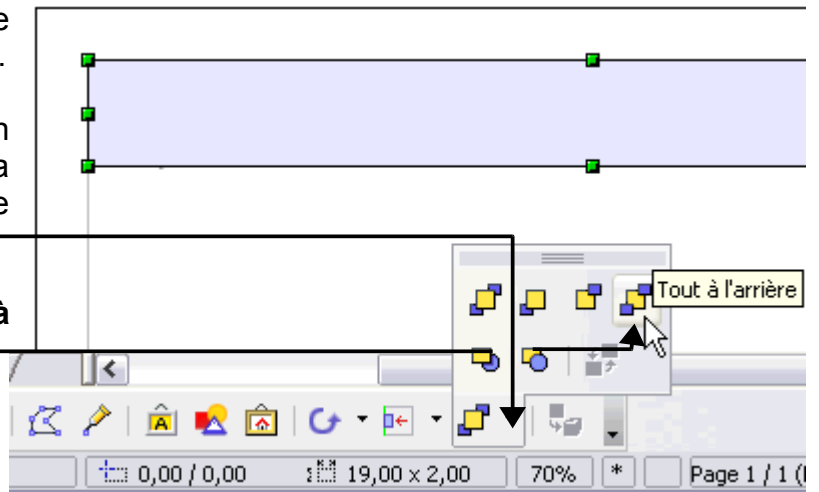 e
.
n
a
e
Tout à l'arrière
à
A
0,00 / 0,00 19,00 x 2,00 70% * Page 1 / 1 (